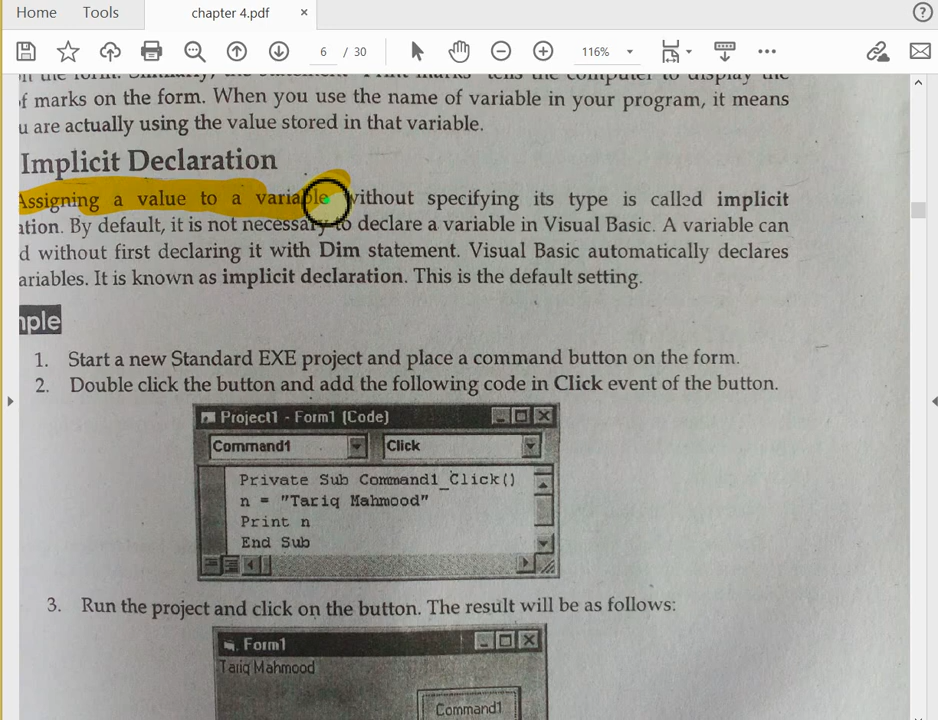 Home Tools chapter 4.pdf ×
6 / 30 116%
the computer to display the
f marks on the form. When you use the name of variable in your program, it means
u are actually using the value stored in that variable.
Implicit Declaration
Assigning a value to a variable without specifying its type is called implicit
ation. By default, it is not necessary to declare a variable in Visual Basic. A variable can
d without first declaring it with Dim statement. Visual Basic automatically declares
ariables. It is known as implicit declaration. This is the default setting.
mple
1. Start a new Standard EXE project and place a command button on the form.
2. Double click the button and add the following code in Click event of the button.
Project1 - Form1 (Code)
Command1 Click
Private Sub Command1_Click()
n = "Tariq Mahmood"
Print n
End Sub
3. Run the project and click on the button. The result will be as follows:
Form1
Tariq Mahmood
Command1